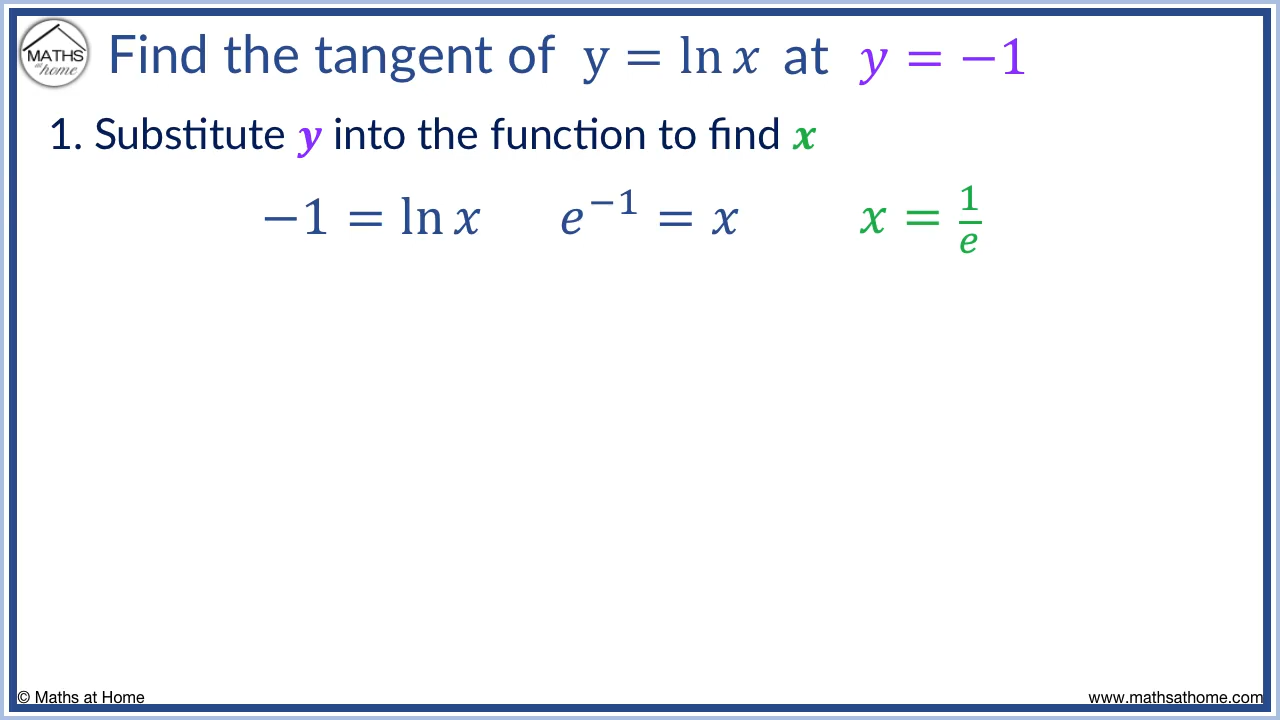 MATHS
at
home
Find the tangent of y = ln x at y = −1
1. Substitute y into the function to find x
−1 = ln x e⁻¹ = x x = 1/e
© Maths at Home www.mathsathome.com